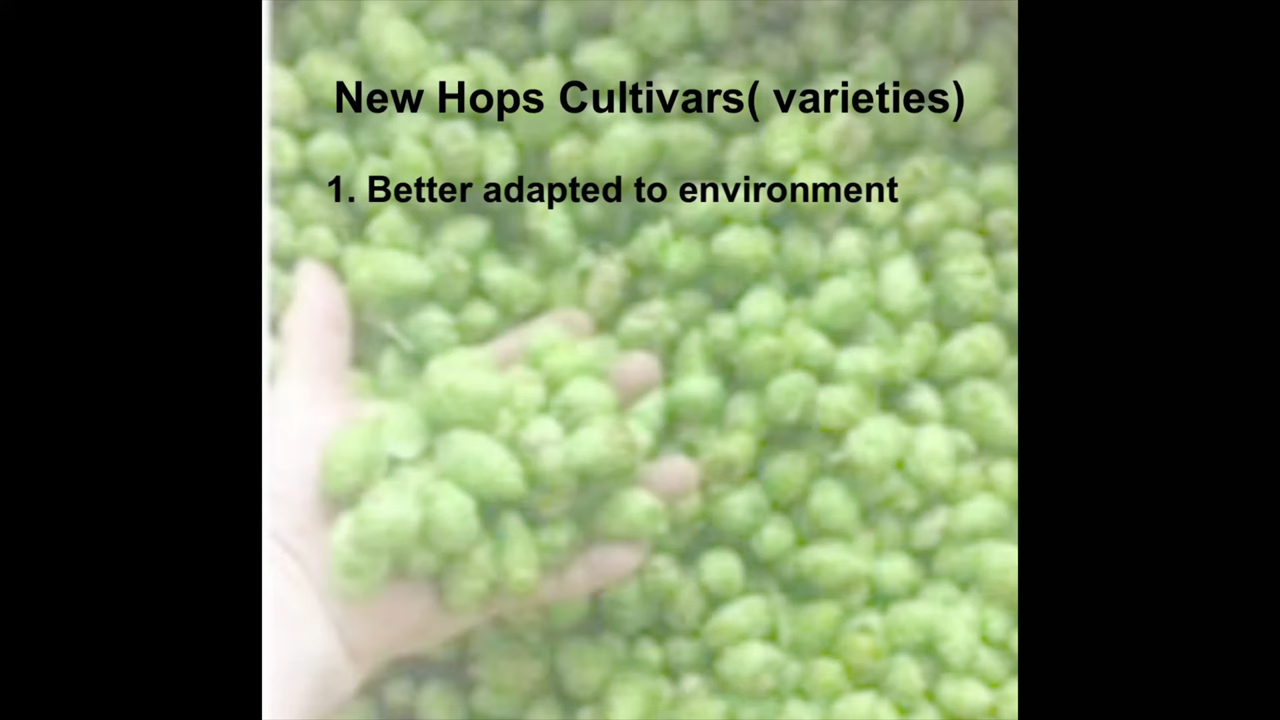 New Hops Cultivars( varieties)
1. Better adapted to environment